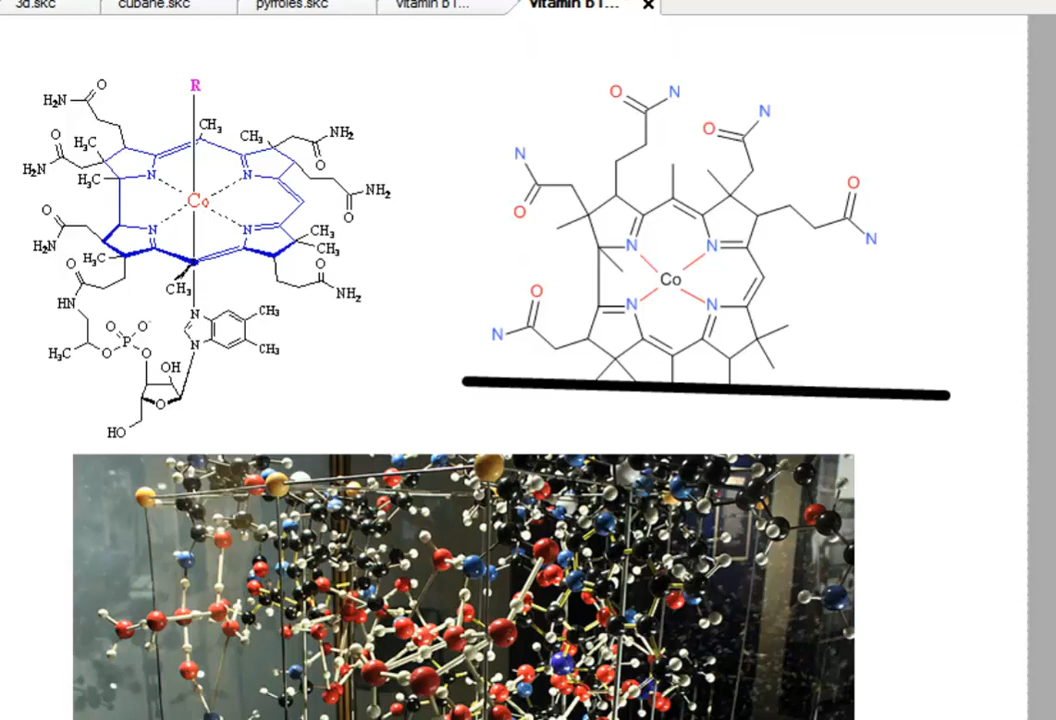 3d.skc cubane.skc pyrroles.skc vitamin b1... vitamin b1...
R
O
H₂N
CH₃
CH₃
NH₂
O
H₃C
O
H₂N
H₃C
N
N
NH₂
O
Co
O
H₂N
N
N
CH₃
CH₃
H₃C
O
O
NH₂
CH₃
HN
N
CH₃
O
O⁻
P
H₃C
O
O
N
CH₃
OH
O
HO
O
N
N
O
N
O
O
N
N
N
Co
O
N
N
N